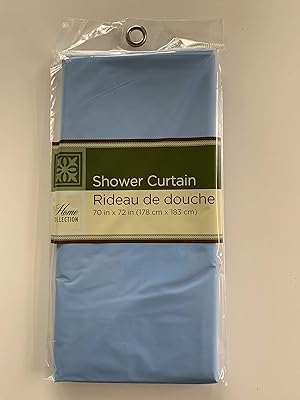 Shower Curtain
Rideau de douche
70 in x 72 in (178 cm x 183 cm)
Home
COLLECTION